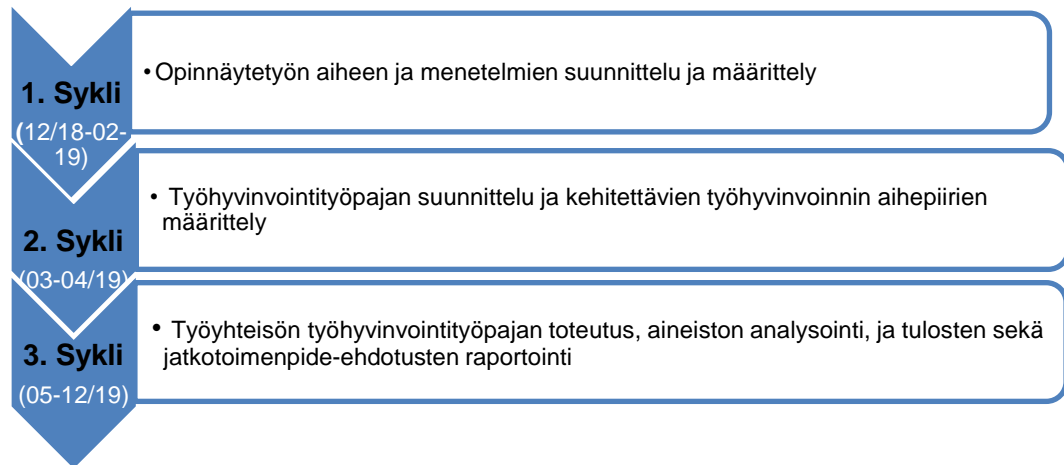 1. Sykli
(12/18-02-
19)
• Opinnäytetyön aiheen ja menetelmien suunnittelu ja määrittely
2. Sykli
(03-04/19)
• Työhyvinvointityöpajan suunnittelu ja kehitettävien työhyvinvoinnin aihepiirien
määrittely
3. Sykli
(05-12/19)
• Työyhteisön työhyvinvointityöpajan toteutus, aineiston analysointi, ja tulosten sekä
jatkotoimenpide-ehdotusten raportointi